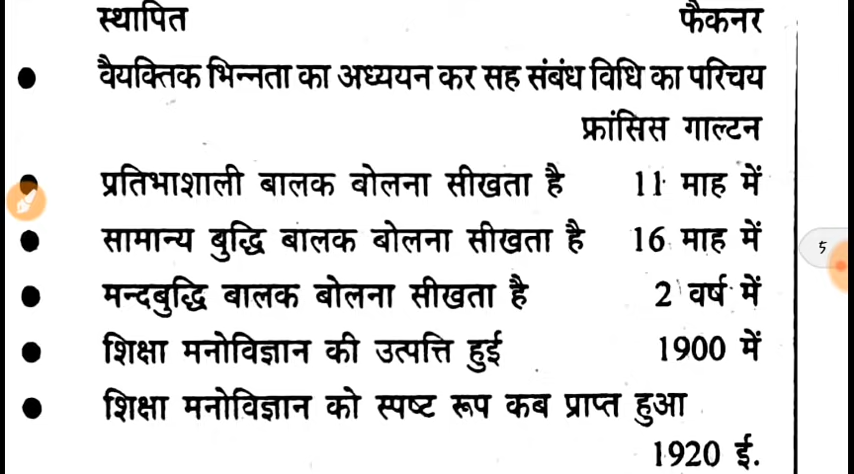 स्थापित फैकनर
वैयक्तिक भिन्नता का अध्ययन कर सह संबंध विधि का परिचय
फ्रांसिस गाल्टन
प्रतिभाशाली बालक बोलना सीखता है 11 माह में
सामान्य बुद्धि बालक बोलना सीखता है 16 माह में
मन्दबुद्धि बालक बोलना सीखता है 2 वर्ष में
शिक्षा मनोविज्ञान की उत्पत्ति हुई 1900 में
शिक्षा मनोविज्ञान को स्पष्ट रूप कब प्राप्त हुआ
1920 ई.
5